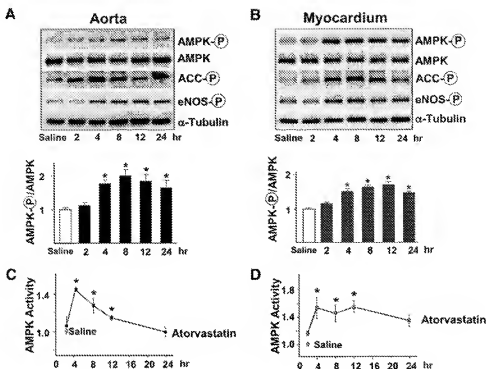 A Aorta
AMPK-Ⓟ
AMPK
ACC-Ⓟ
eNOS-Ⓟ
α-Tubulin
Saline 2 4 8 12 24 hr
AMPK-Ⓟ/AMPK
2
1
* * * *
Saline 2 4 8 12 24 hr
B Myocardium
AMPK-Ⓟ
AMPK
ACC-Ⓟ
eNOS-Ⓟ
α-Tubulin
Saline 2 4 8 12 24 hr
AMPK-Ⓟ/AMPK
2
1
* * * *
Saline 2 4 8 12 24 hr
C
AMPK Activity
1.4
1.0
* * *
Saline
Atorvastatin
0 4 8 12 24 hr
D
AMPK Activity
1.8
1.4
1.0
* * *
Saline
Atorvastatin
0 4 8 12 24 hr